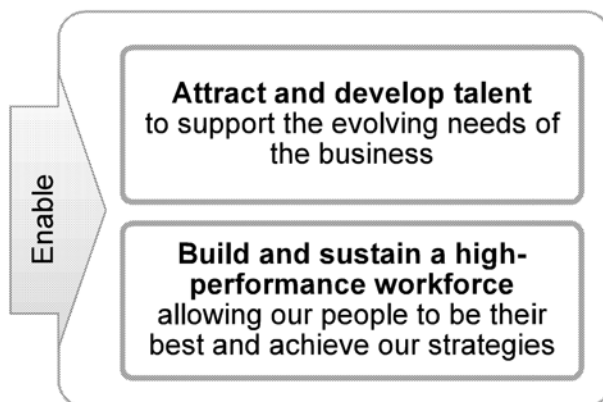 Enable
Attract and develop talent
to support the evolving needs of
the business
Build and sustain a high-
performance workforce
allowing our people to be their
best and achieve our strategies